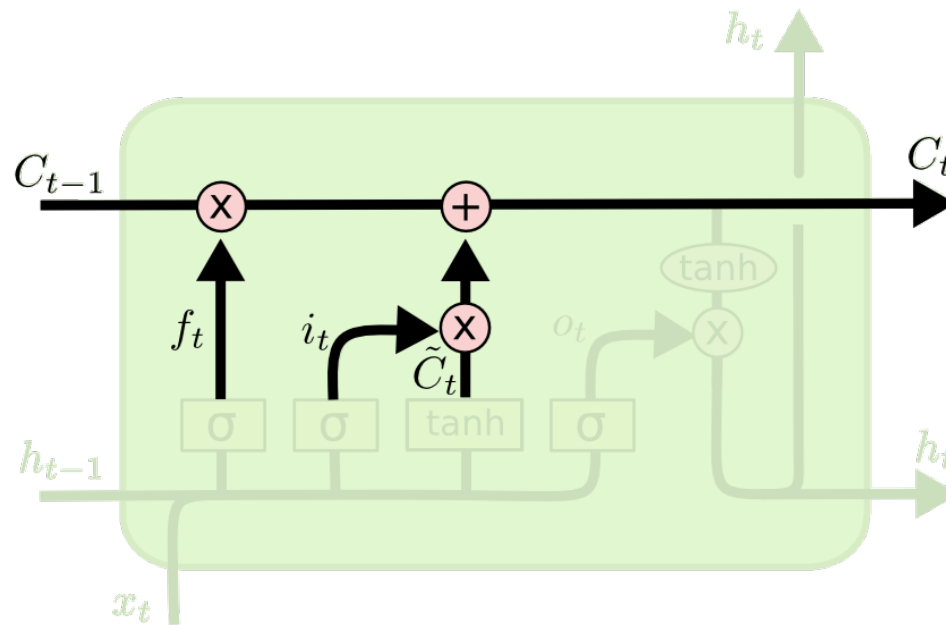 h_t
C_{t-1}
C_t
x
+
tanh
f_t
i_t
x
o_t
x
C̃_t
σ
σ
tanh
σ
h_{t-1}
h_t
x_t